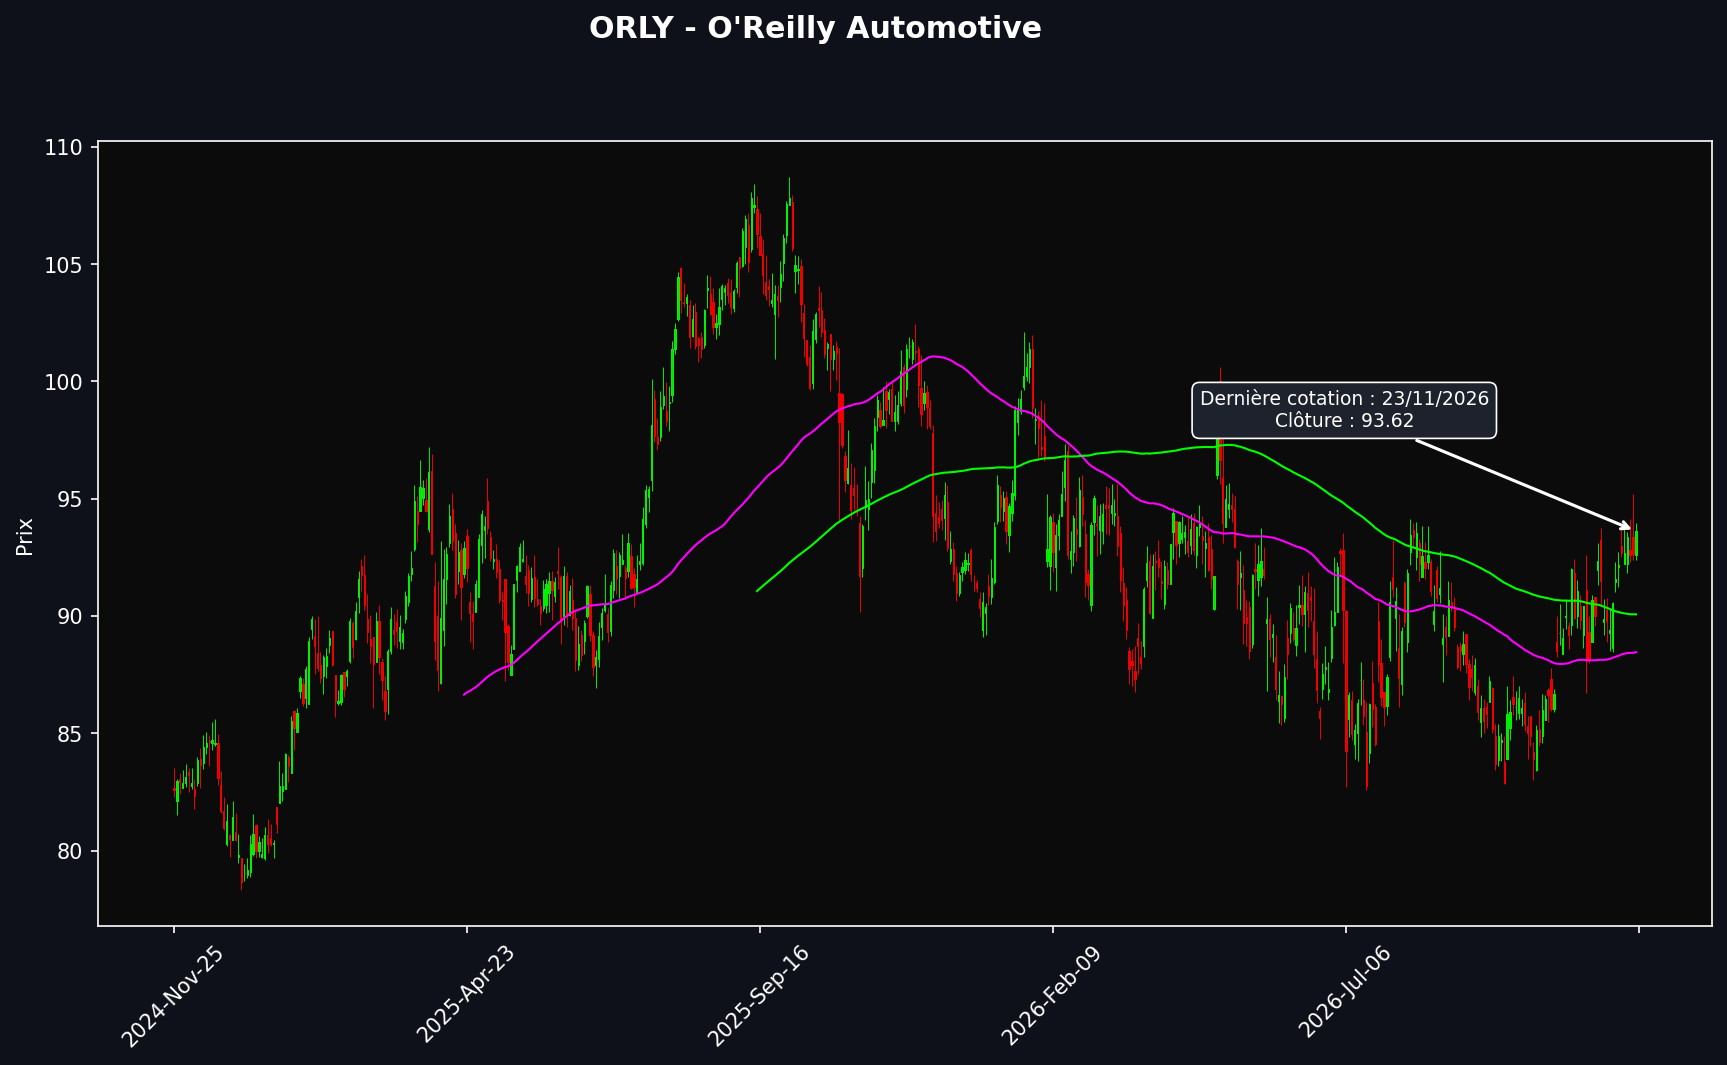 ORLY - O'Reilly Automotive
110
105
100
95
90
85
80
Prix
Dernière cotation : 23/11/2026
Clôture : 93.62
2024-Nov-25
2025-Apr-23
2025-Sep-16
2026-Feb-09
2026-Jul-06